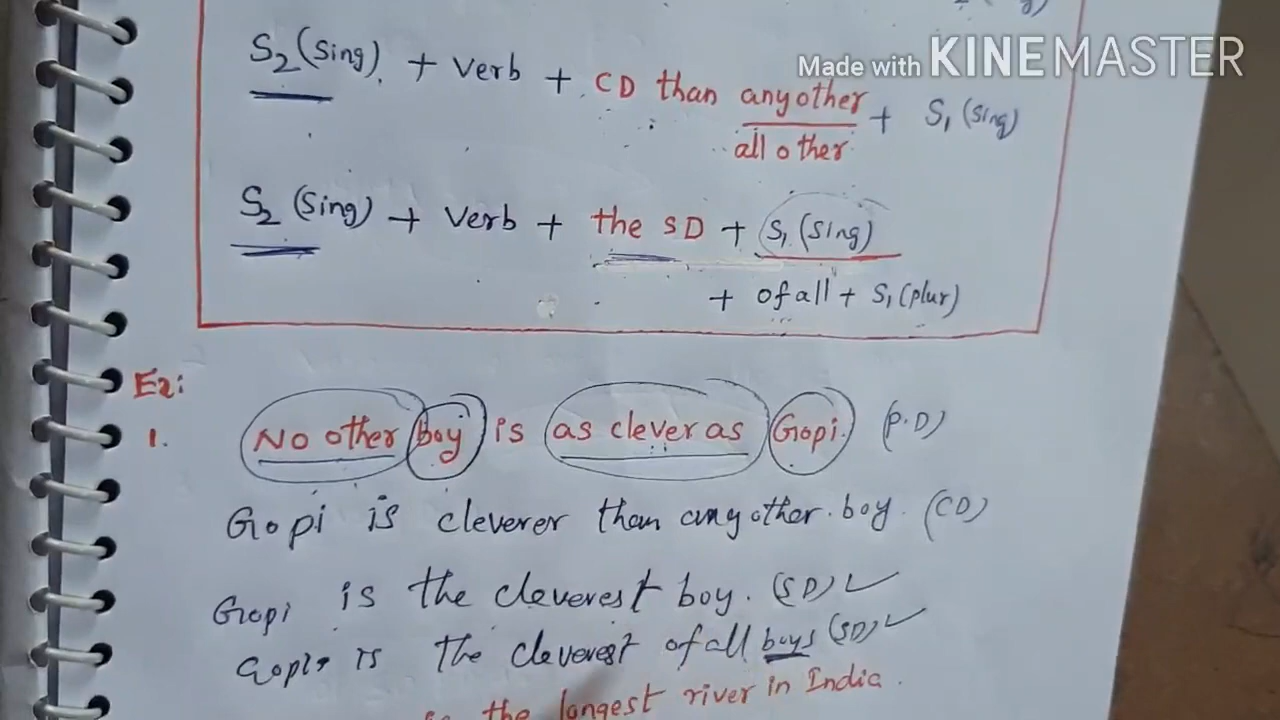 Made with KINEMASTER
S2 (Sing) + Verb + CD than anyother + S1 (Sing)
all other
S2 (Sing) + Verb + the SD + S1 (Sing)
+ of all + S1 (plur)
Ex:
1. No other boy is as clever as Gopi. (P.D)
Gopi is cleverer than any other boy. (CD)
Gopi is the cleverest boy. (SD) ✓
Gopi is the cleverest of all boys (SD) ✓
the longest river in India.